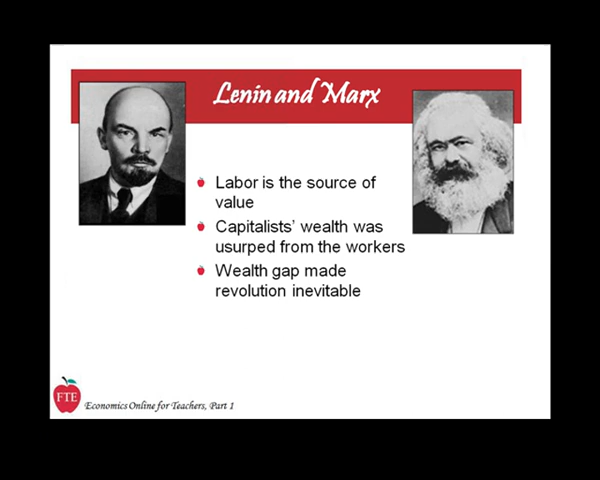 Lenin and Marx
Labor is the source of
value
Capitalists' wealth was
usurped from the workers
Wealth gap made
revolution inevitable
FTE
Economics Online for Teachers, Part 1